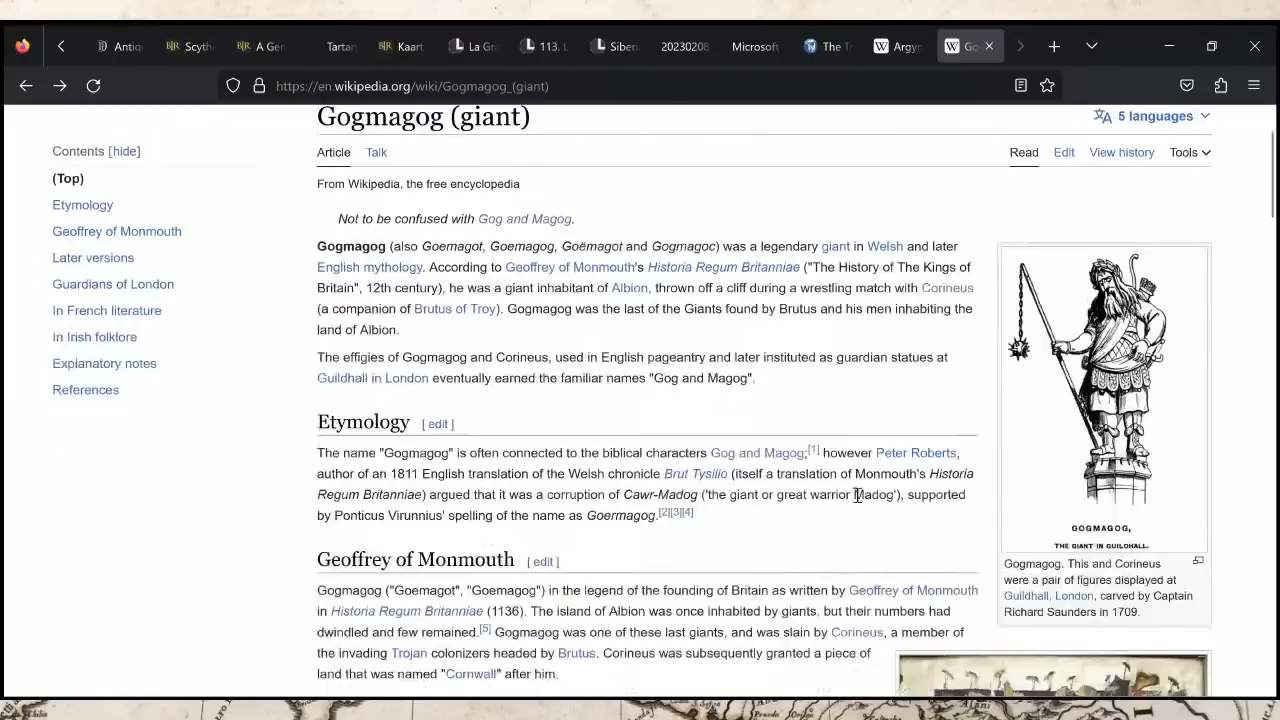 Antiq
Scyth
A Ger
Tartar
Kaart
La Gra
113. L
Siber
20230208
Microsoft
The T
Argyn
Go
https://en.wikipedia.org/wiki/Gogmagog_(giant)
Gogmagog (giant)
5 languages
Contents [hide]
Article Talk
Read Edit View history Tools
(Top)
Etymology
Geoffrey of Monmouth
Later versions
Guardians of London
In French literature
In Irish folklore
Explanatory notes
References
From Wikipedia, the free encyclopedia
Not to be confused with Gog and Magog.
Gogmagog (also Goemagot, Goemagog, Goëmagot and Gogmagoc) was a legendary giant in Welsh and later
English mythology. According to Geoffrey of Monmouth's Historia Regum Britanniae ("The History of The Kings of
Britain", 12th century), he was a giant inhabitant of Albion, thrown off a cliff during a wrestling match with Corineus
(a companion of Brutus of Troy). Gogmagog was the last of the Giants found by Brutus and his men inhabiting the
land of Albion.
The effigies of Gogmagog and Corineus, used in English pageantry and later instituted as guardian statues at
Guildhall in London eventually earned the familiar names "Gog and Magog".
Etymology [ edit ]
The name "Gogmagog" is often connected to the biblical characters Gog and Magog;[1] however Peter Roberts,
author of an 1811 English translation of the Welsh chronicle Brut Tysilio (itself a translation of Monmouth's Historia
Regum Britanniae) argued that it was a corruption of Cawr-Madog ('the giant or great warrior Madog'), supported
by Ponticus Virunnius' spelling of the name as Goermagog.[2][3][4]
Geoffrey of Monmouth [ edit ]
Gogmagog ("Goemagot", "Goemagog") in the legend of the founding of Britain as written by Geoffrey of Monmouth
in Historia Regum Britanniae (1136). The island of Albion was once inhabited by giants, but their numbers had
dwindled and few remained.[5] Gogmagog was one of these last giants, and was slain by Corineus, a member of
the invading Trojan colonizers headed by Brutus. Corineus was subsequently granted a piece of
land that was named "Cornwall" after him.
GOGMAGOG,
THE GIANT IN GUILDHALL.
Gogmagog. This and Corineus
were a pair of figures displayed at
Guildhall, London, carved by Captain
Richard Saunders in 1709.